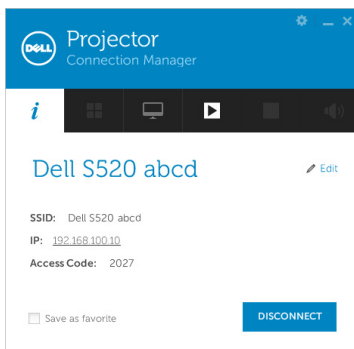 DELL
Projector
Connection Manager
i
Dell S520 abcd
Edit
SSID: Dell S520 abcd
IP: 192.168.100.10
Access Code: 2027
Save as favorite
DISCONNECT